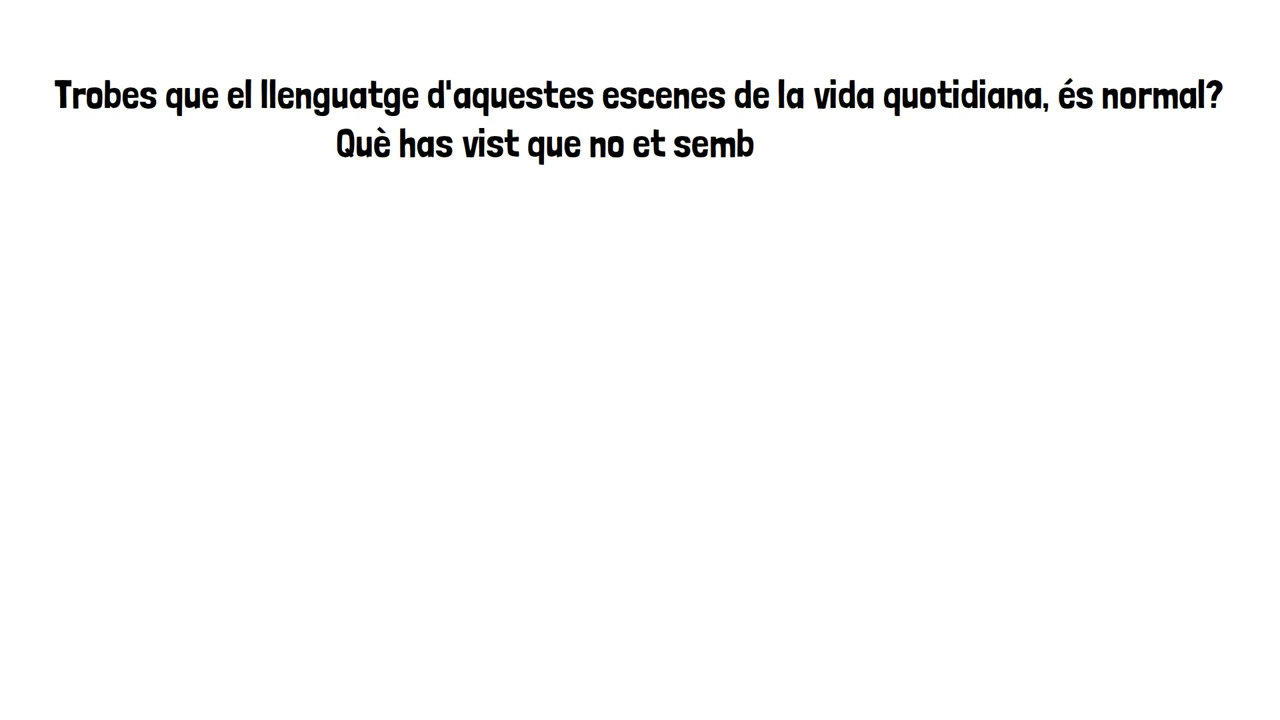 Trobes que el llenguatge d'aquestes escenes de la vida quotidiana, és normal?
Què has vist que no et semb